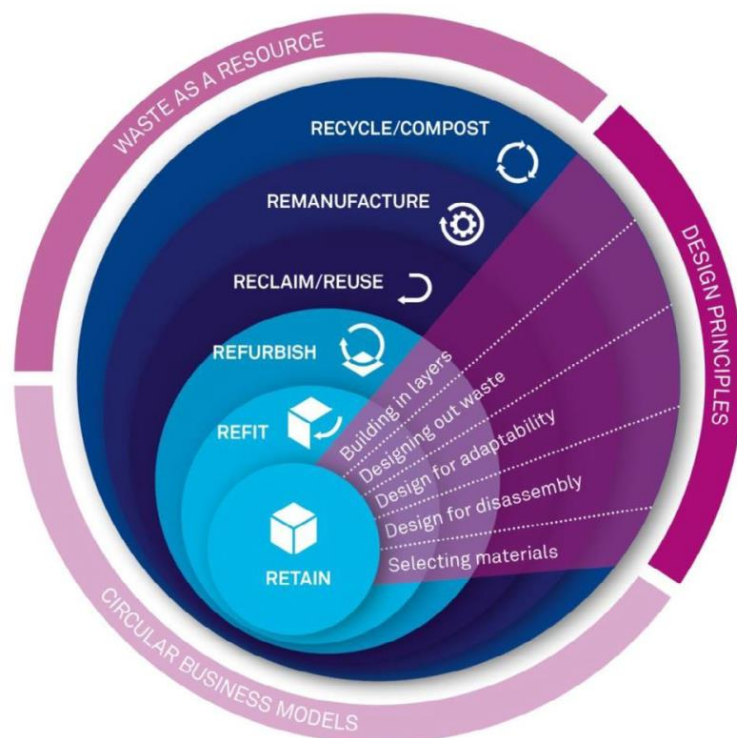 WASTE AS A RESOURCE
RECYCLE/COMPOST
REMANUFACTURE
RECLAIM/REUSE
REFURBISH
REFIT
RETAIN
Building in layers
Designing out waste
Design for adaptability
Design for disassembly
Selecting materials
DESIGN PRINCIPLES
CIRCULAR BUSINESS MODELS